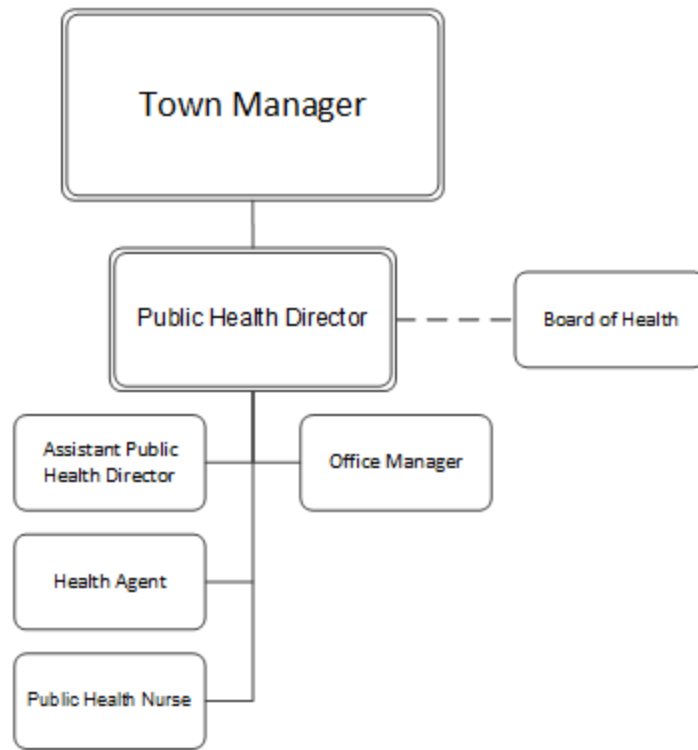 Town Manager
Public Health Director
Board of Health
Assistant Public
Health Director
Office Manager
Health Agent
Public Health Nurse